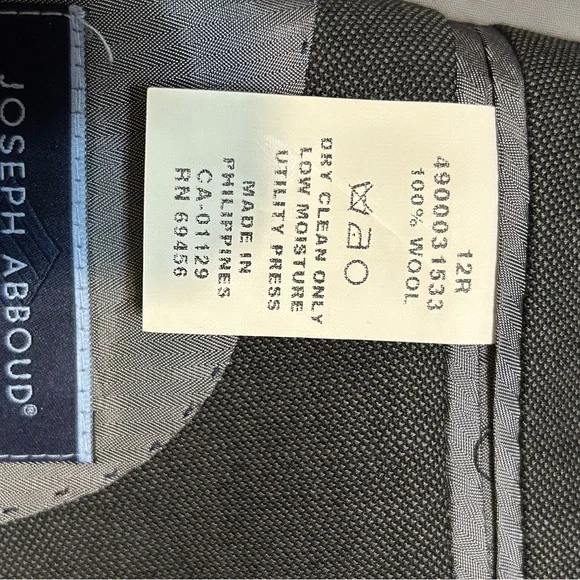 JOSEPH ABBOUD®
12R
4900031533
100% WOOL
DRY CLEAN ONLY
LOW MOISTURE
UTILITY PRESS
MADE IN
PHILIPPINES
CA-01129
RN 69456